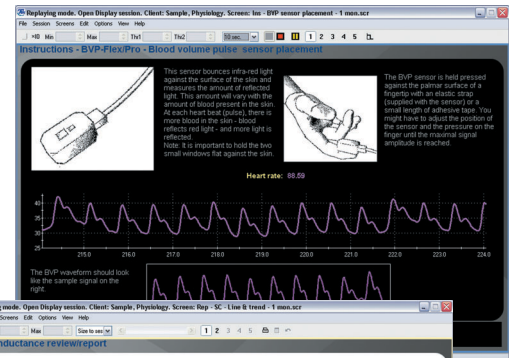 Replaying mode. Open Display session. Client: Sample, Physiology. Screen: Ins - BVP sensor placement - 1 mon.scr
File Session Screens Edit Options View Help
×10 Min Max Thr1 Thr2 10 sec. 1 2 3 4 5
Instructions - BVP-Flex/Pro - Blood volume pulse sensor placement
This sensor bounces infra-red light
against the surface of the skin and
measures the amount of reflected
light. This amount will vary with the
amount of blood present in the skin.
At each heart beat (pulse), there is
more blood in the skin - blood
reflects red light - and more light is
reflected.
Note: It is important to hold the two
small windows flat against the skin.
The BVP sensor is held pressed
against the palmar surface of a
fingertip with an elastic strap
(supplied with the sensor) or a
small length of adhesive tape. You
might have to adjust the position of
the sensor and the pressure on the
finger until the maximal signal
amplitude is reached.
Heart rate: 88.59
40
35
30
25
215.0 216.0 217.0 218.0 219.0 220.0 221.0 222.0 223.0 224.0
The BVP waveform should look
like the sample signal on the
right.
ng mode. Open Display session. Client: Sample, Physiology. Screen: Rep - SC - Line & trend - 1 mon.scr
Screens Edit Options View Help
Max Size to ses 1 2 3 4 5
nductance review/report